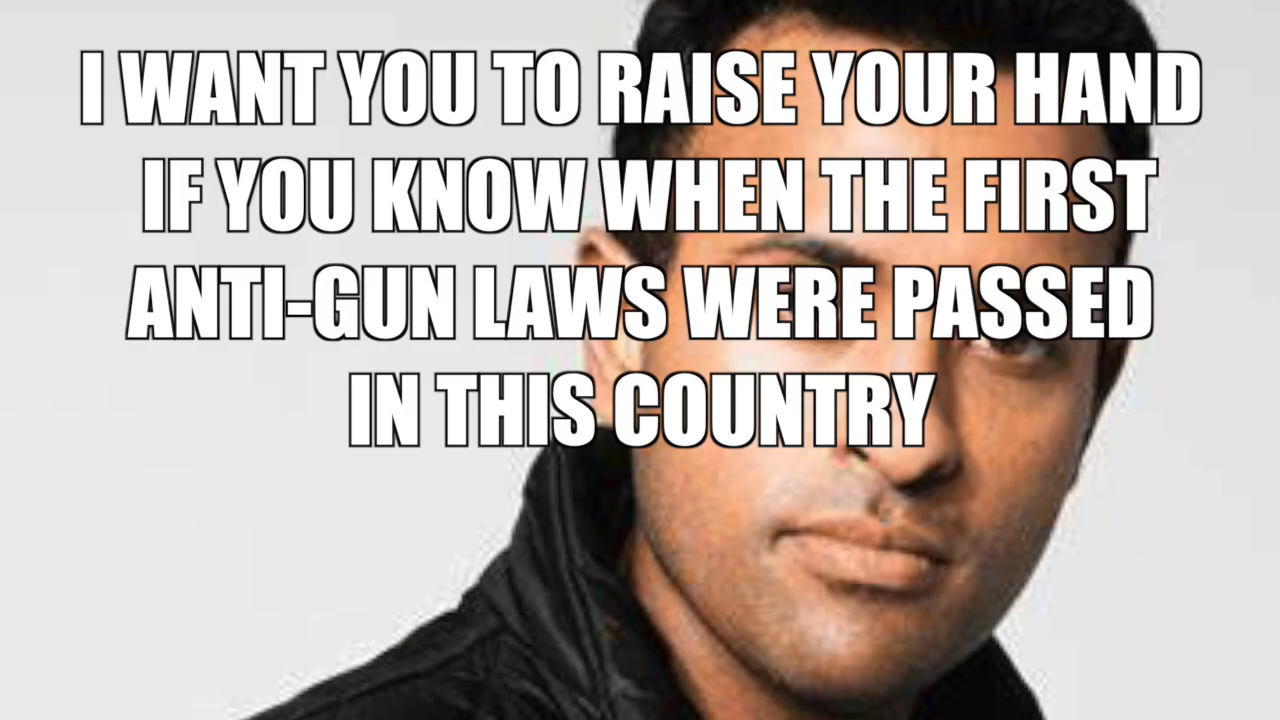 I WANT YOU TO RAISE YOUR HAND
IF YOU KNOW WHEN THE FIRST
ANTI-GUN LAWS WERE PASSED
IN THIS COUNTRY